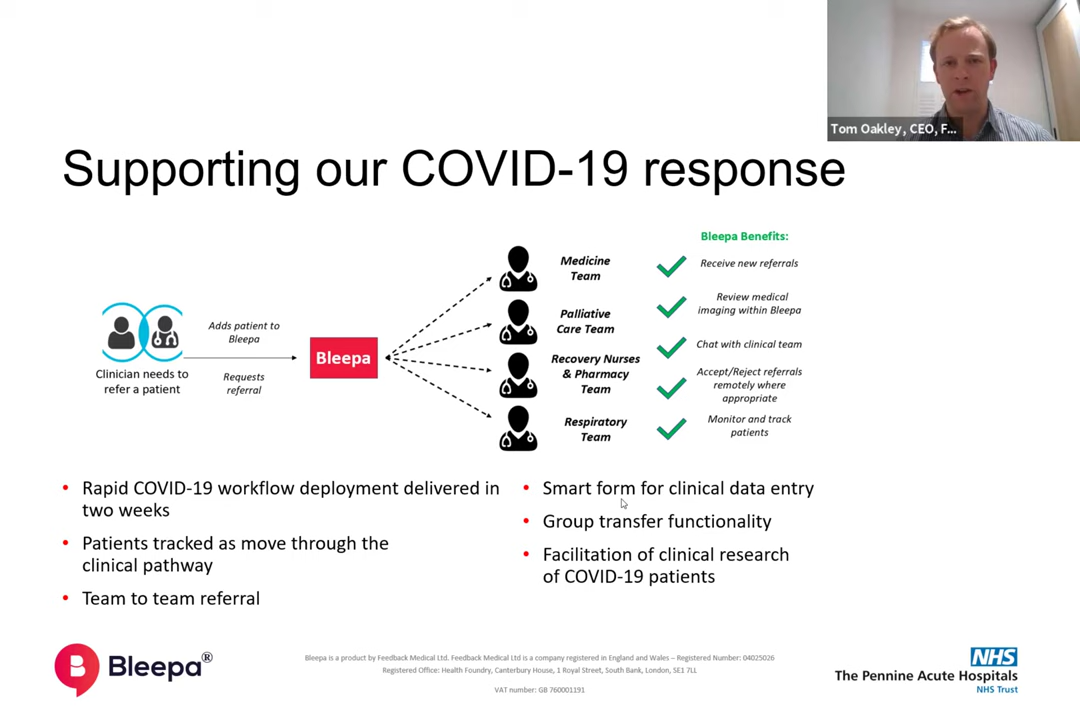 Tom Oakley, CEO, F...
Supporting our COVID-19 response
Clinician needs to
refer a patient
Adds patient to
Bleepa
Requests
referral
Bleepa
Medicine
Team
Palliative
Care Team
Recovery Nurses
& Pharmacy
Team
Respiratory
Team
Bleepa Benefits:
Receive new referrals
Review medical
imaging within Bleepa
Chat with clinical team
Accept/Reject referrals
remotely where
appropriate
Monitor and track
patients
• Rapid COVID-19 workflow deployment delivered in
two weeks
• Patients tracked as move through the
clinical pathway
• Team to team referral
• Smart form for clinical data entry
• Group transfer functionality
• Facilitation of clinical research
of COVID-19 patients
B Bleepa®
Bleepa is a product by Feedback Medical Ltd. Feedback Medical Ltd is a company registered in England and Wales – Registered Number: 04025026
Registered Office: Health Foundry, Canterbury House, 1 Royal Street, South Bank, London, SE1 7LL
VAT number: GB 760001191
NHS
The Pennine Acute Hospitals
NHS Trust